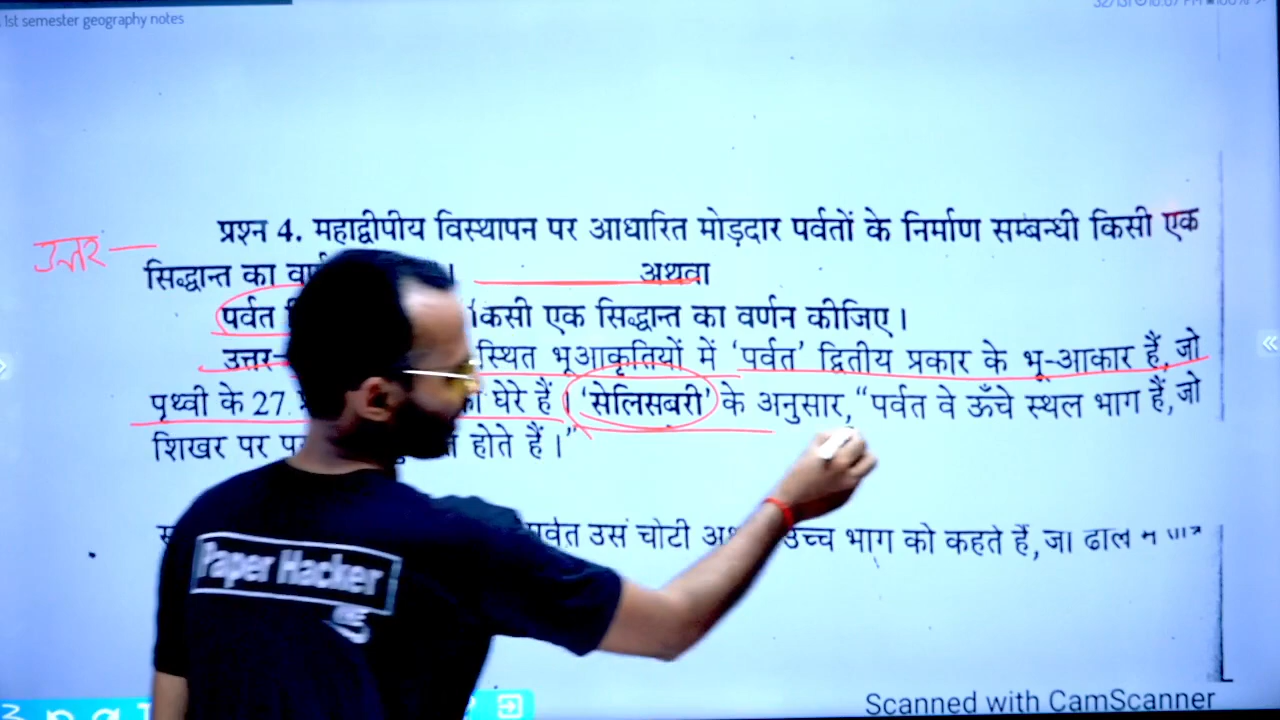 1st semester geography notes
उत्तर —
प्रश्न 4. महाद्वीपीय विस्थापन पर आधारित मोड़दार पर्वतों के निर्माण सम्बन्धी किसी एक
सिद्धान्त का
अथवा
पर्वत किसी एक सिद्धान्त का वर्णन कीजिए।
उत्तर- स्थित भूआकृतियों में ‘पर्वत’ द्वितीय प्रकार के भू-आकार हैं, जो
पृथ्वी के 27 घेरे हैं। ‘सेलिसबरी’ के अनुसार, “पर्वत वे ऊँचे स्थल भाग हैं, जो
शिखर पर होते हैं।”
पर्वत उस चोटी उच्च भाग को कहते हैं, जो ढाल
Paper Hacker
Scanned with CamScanner